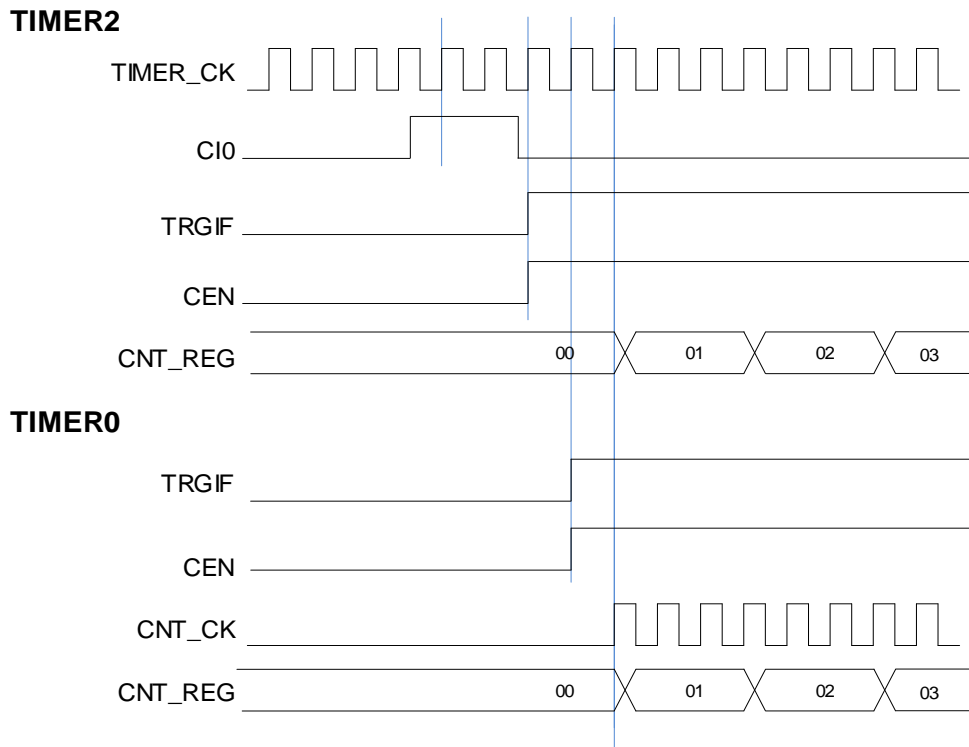 TIMER2
TIMER_CK
CI0
TRGIF
CEN
CNT_REG 00 01 02 03
TIMER0
TRGIF
CEN
CNT_CK
CNT_REG 00 01 02 03